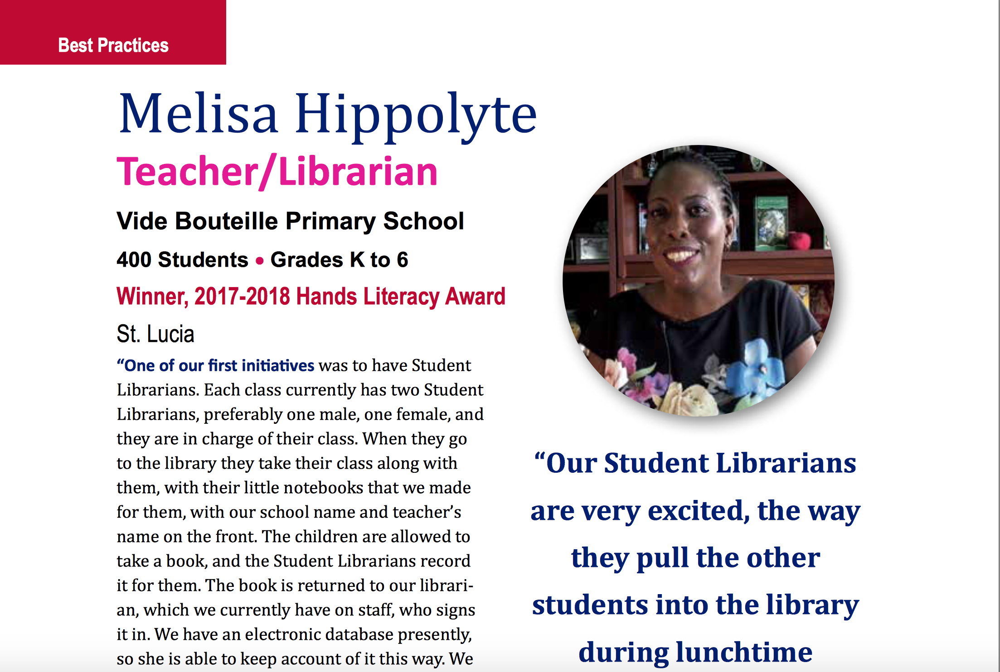 Best Practices
Melisa Hippolyte
Teacher/Librarian
Vide Bouteille Primary School
400 Students • Grades K to 6
Winner, 2017-2018 Hands Literacy Award
St. Lucia
“One of our first initiatives was to have Student
Librarians. Each class currently has two Student
Librarians, preferably one male, one female, and
they are in charge of their class. When they go
to the library they take their class along with
them, with their little notebooks that we made
for them, with our school name and teacher’s
name on the front. The children are allowed to
take a book, and the Student Librarians record
it for them. The book is returned to our librari-
an, which we currently have on staff, who signs
it in. We have an electronic database presently,
so she is able to keep account of it this way. We
“Our Student Librarians
are very excited, the way
they pull the other
students into the library
during lunchtime